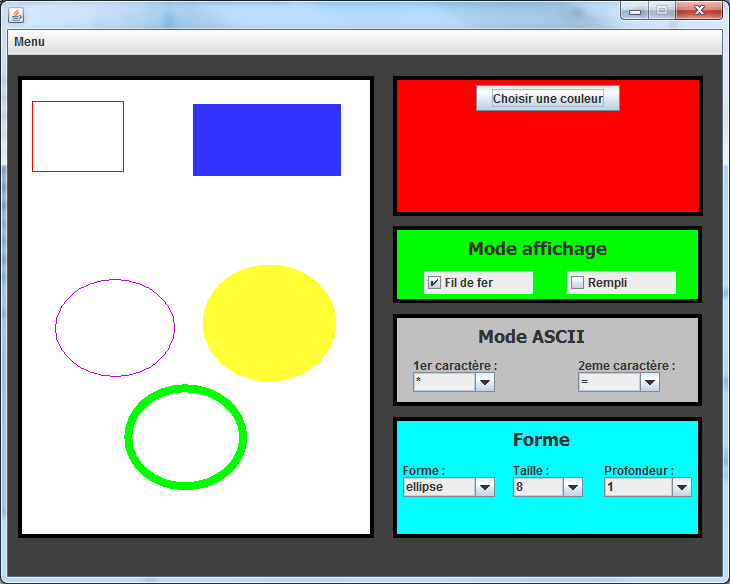 Menu
Choisir une couleur
Mode affichage
Fil de fer Rempli
Mode ASCII
1er caractère : 2eme caractère :
* =
Forme
Forme : Taille : Profondeur :
ellipse 8 1